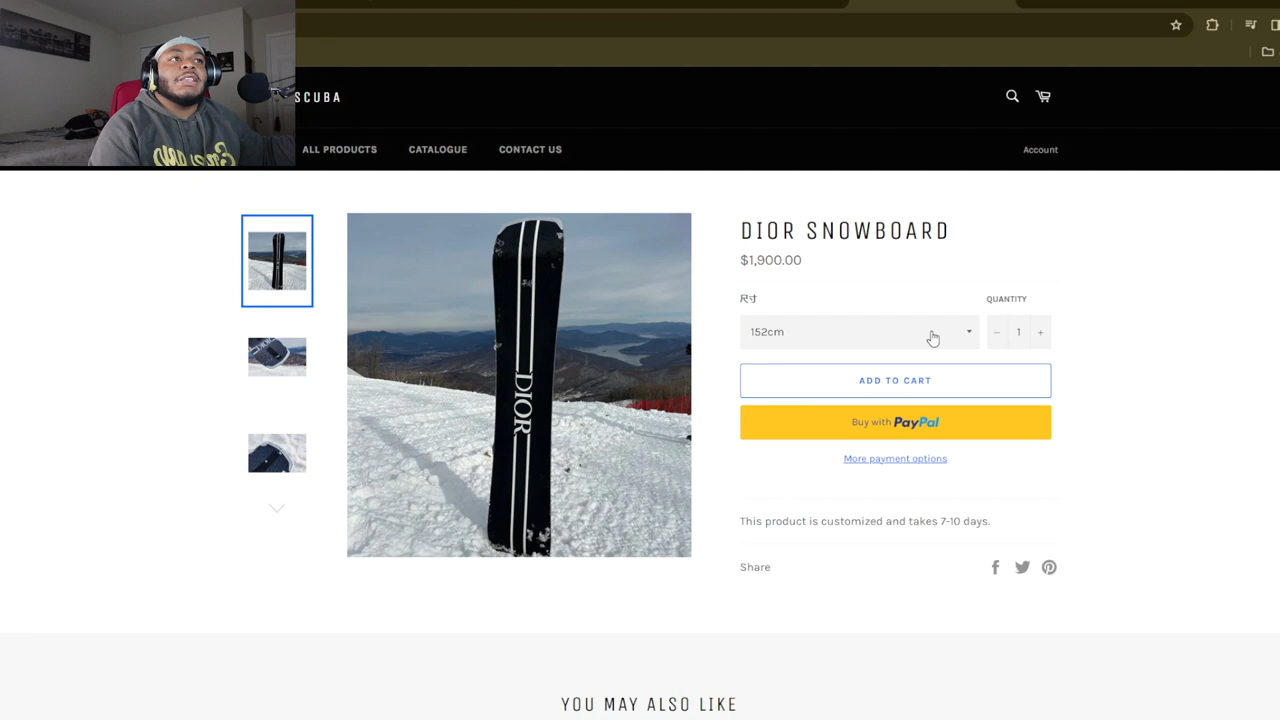 SCUBA
ALL PRODUCTS
CATALOGUE
CONTACT US
Account
DIOR SNOWBOARD
$1,900.00
尺寸
QUANTITY
152cm
−
1
+
ADD TO CART
Buy with PayPal
More payment options
This product is customized and takes 7-10 days.
Share
DIOR
YOU MAY ALSO LIKE